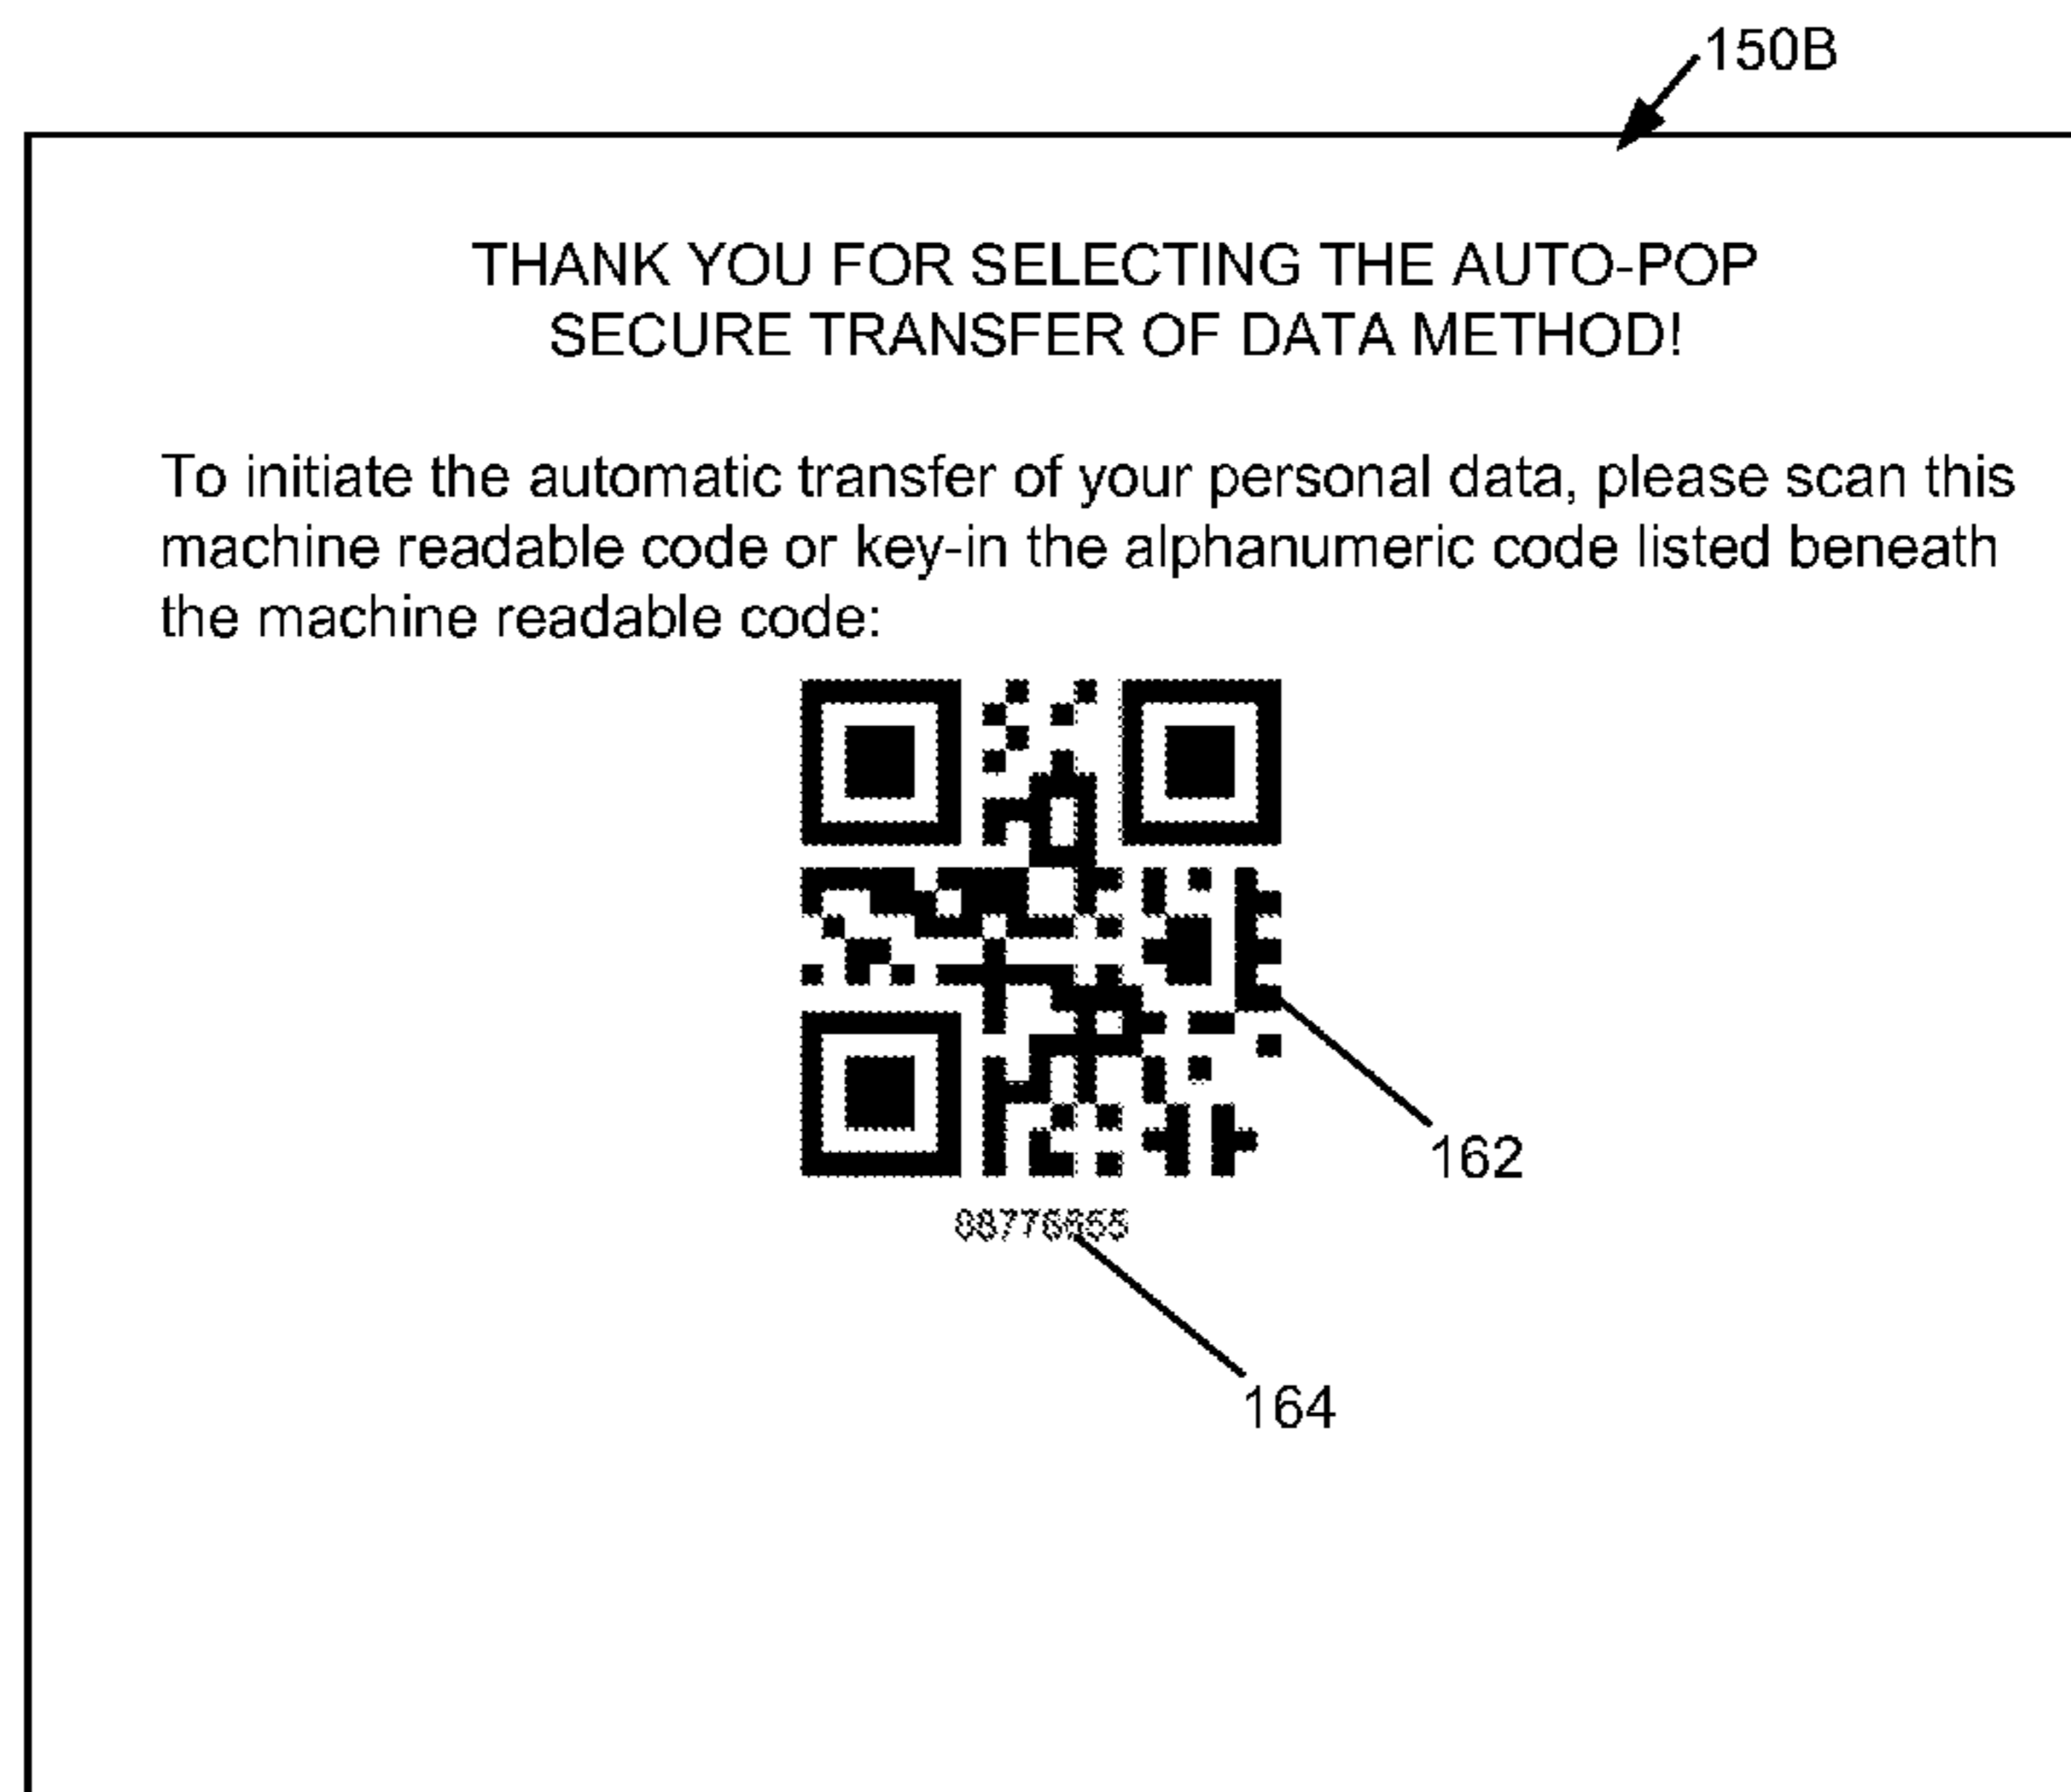 150B
THANK YOU FOR SELECTING THE AUTO-POP
SECURE TRANSFER OF DATA METHOD!
To initiate the automatic transfer of your personal data, please scan this
machine readable code or key-in the alphanumeric code listed beneath
the machine readable code:
162
164